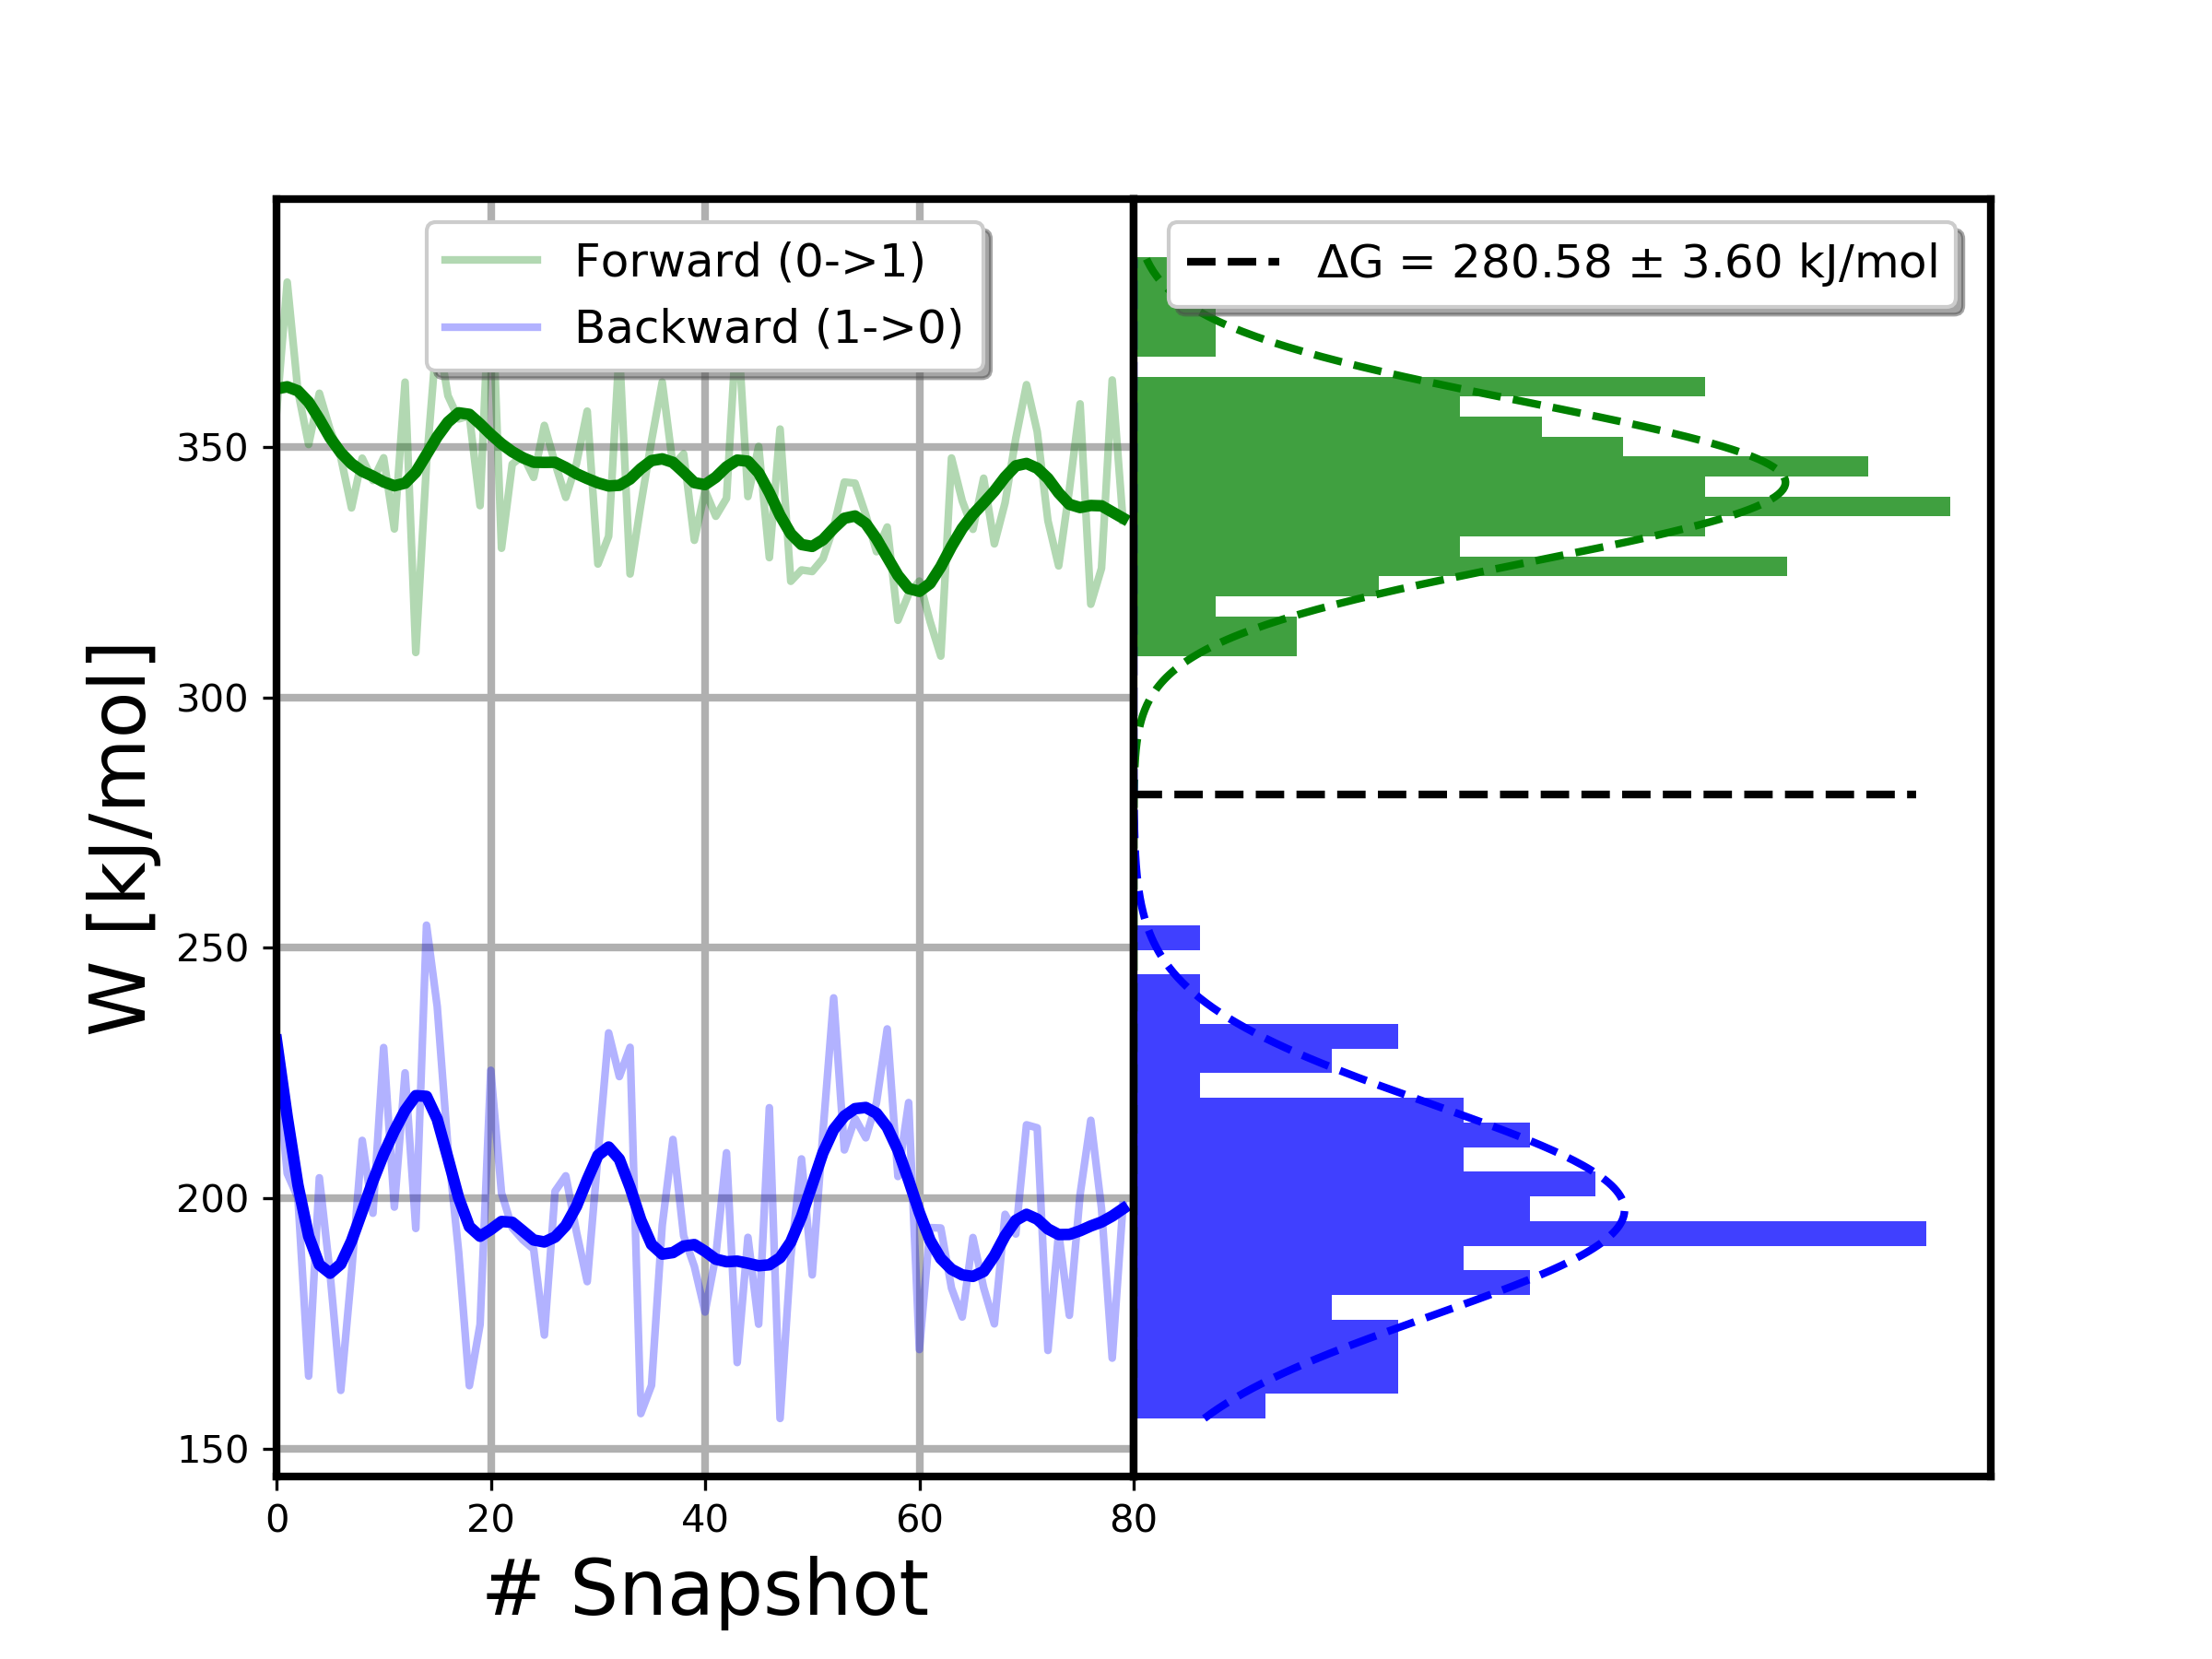 Forward (0->1)
Backward (1->0)
ΔG = 280.58 ± 3.60 kJ/mol
W [kJ/mol]
350
300
250
200
150
0 20 40 60 80
# Snapshot